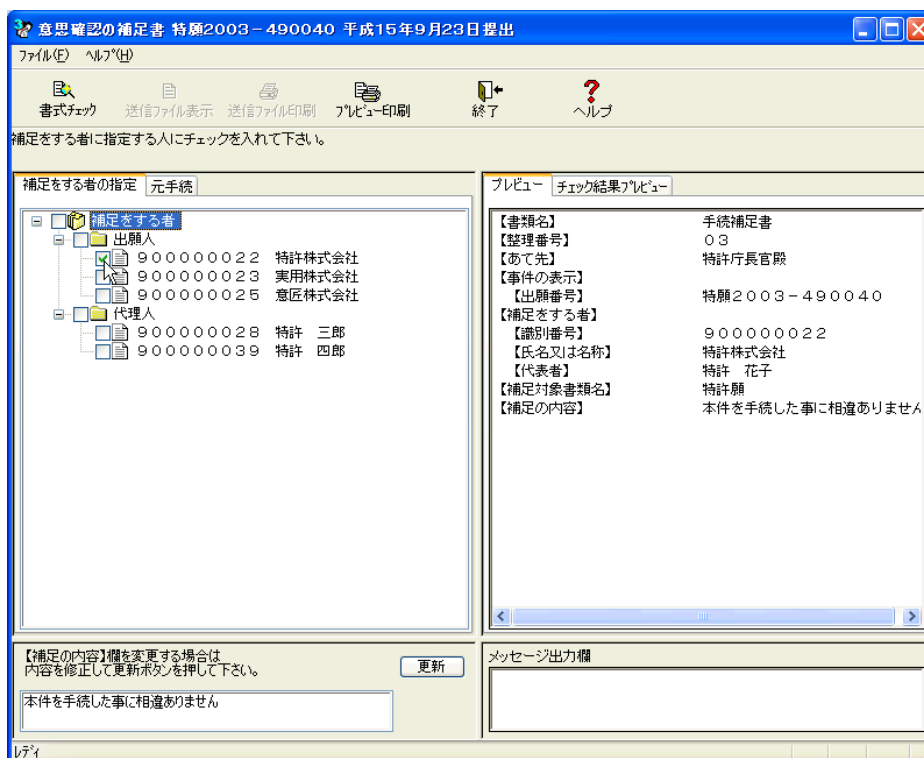 意思確認の補足書 特願2003－490040 平成15年9月23日提出
ﾌｧｲﾙ(F) ﾍﾙﾌﾟ(H)
書式ﾁｪｯｸ 送信ﾌｧｲﾙ表示 送信ﾌｧｲﾙ印刷 ﾌﾟﾚﾋﾞｭｰ印刷 終了 ヘルプ
補足をする者に指定する人にチェックを入れて下さい。
補足をする者の指定 元手続
補足をする者
出願人
９０００００００２２ 特許株式会社
９０００００００２３ 実用株式会社
９０００００００２５ 意匠株式会社
代理人
９０００００００２８ 特許　三郎
９０００００００３９ 特許　四郎
プレビュー チェック結果ﾌﾟﾚﾋﾞｭｰ
【書類名】 手続補足書
【整理番号】 ０３
【あて先】 特許庁長官殿
【事件の表示】
【出願番号】 特願２００３－４９００４０
【補足をする者】
【識別番号】 ９０００００００２２
【氏名又は名称】 特許株式会社
【代表者】 特許　花子
【補足対象書類名】 特許願
【補足の内容】 本件を手続した事に相違ありません
【補足の内容】欄を変更する場合は
内容を修正して更新ボタンを押して下さい。
更新
本件を手続した事に相違ありません
メッセージ出力欄
ﾚﾃﾞｨ